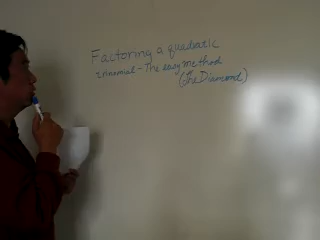 Factoring a quadratic
trinomial - The easy method
(The Diamond)